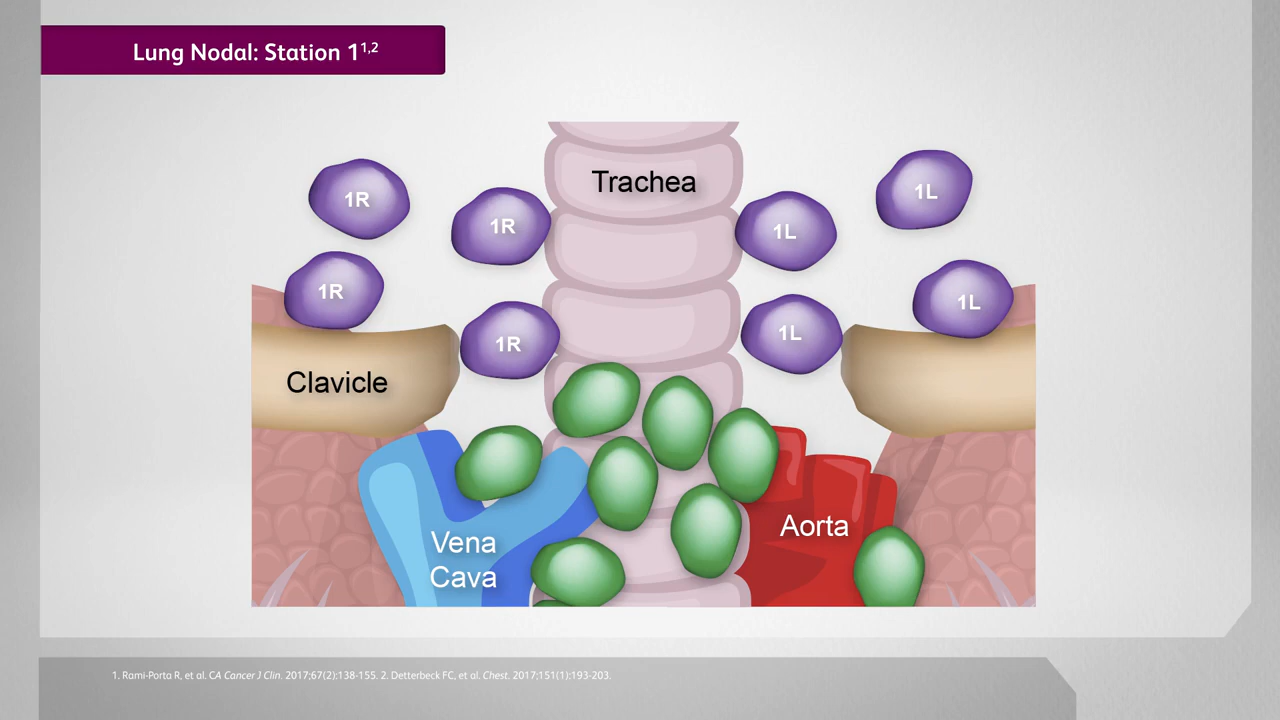 Lung Nodal: Station 1¹,²
Trachea
1R
1R
1L
1L
1R
1R
1L
1L
Clavicle
Aorta
Vena
Cava
1. Rami-Porta R, et al. CA Cancer J Clin. 2017;67(2):138-155. 2. Detterbeck FC, et al. Chest. 2017;151(1):193-203.